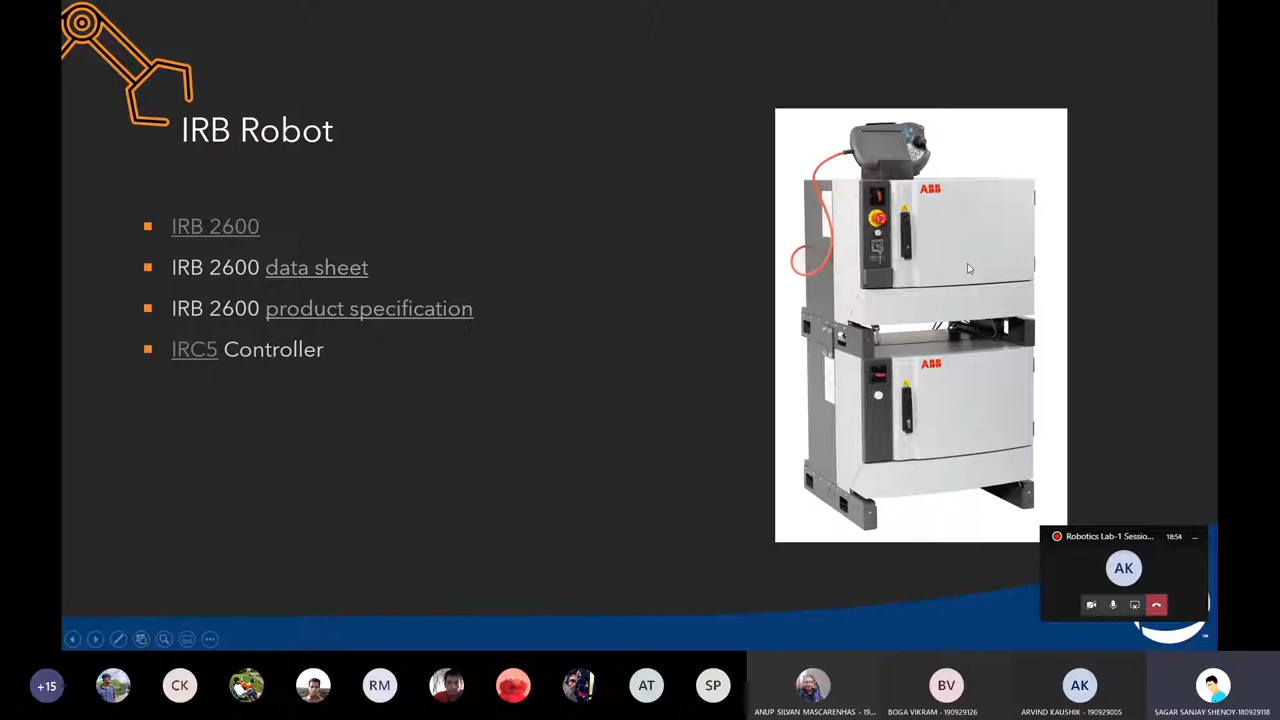 IRB Robot
IRB 2600
IRB 2600 data sheet
IRB 2600 product specification
IRC5 Controller
ABB
ABB
Robotics Lab-1 Sessio... 18:54
AK
+15
CK
RM
AT
SP
BV
AK
ANUP SILVAN MASCARENHAS - 19...
BOGA VIKRAM - 190929126
ARVIND KAUSHIK - 190929005
SAGAR SANJAY SHENOY-180929118